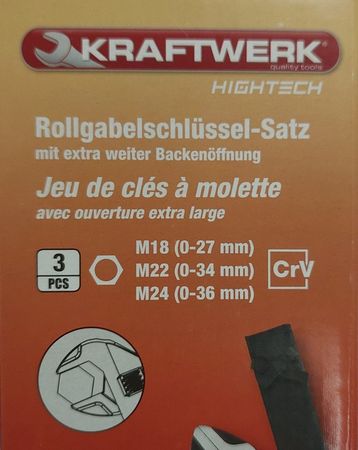 KRAFTWERK®
quality tools
HIGHTECH
Rollgabelschlüssel-Satz
mit extra weiter Backenöffnung
Jeu de clés à molette
avec ouverture extra large
3
PCS
M18 (0-27 mm)
M22 (0-34 mm)
M24 (0-36 mm)
CrV